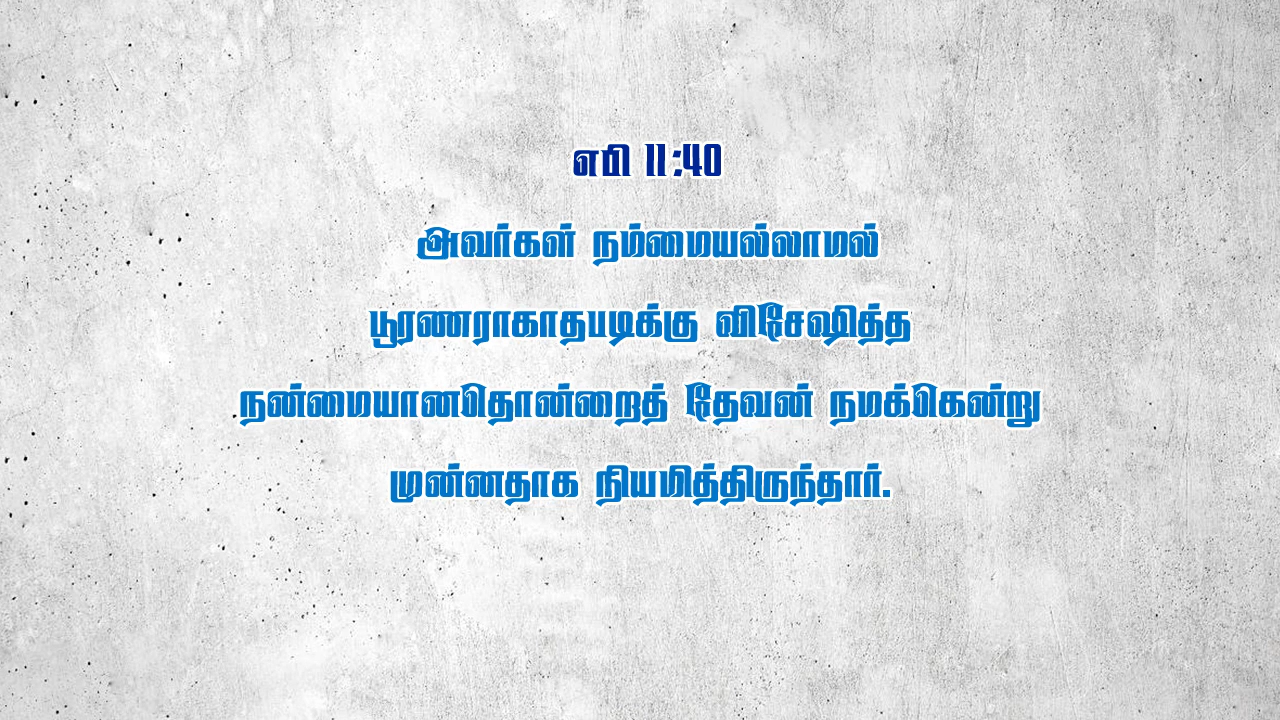 எபி 11:40
அவர்கள் நம்மையல்லாமல்
பூரணராகாதபடிக்கு விசேஷித்த
நன்மையானதொன்றைத் தேவன் நமக்கென்று
முன்னதாக நியமித்திருந்தார்.